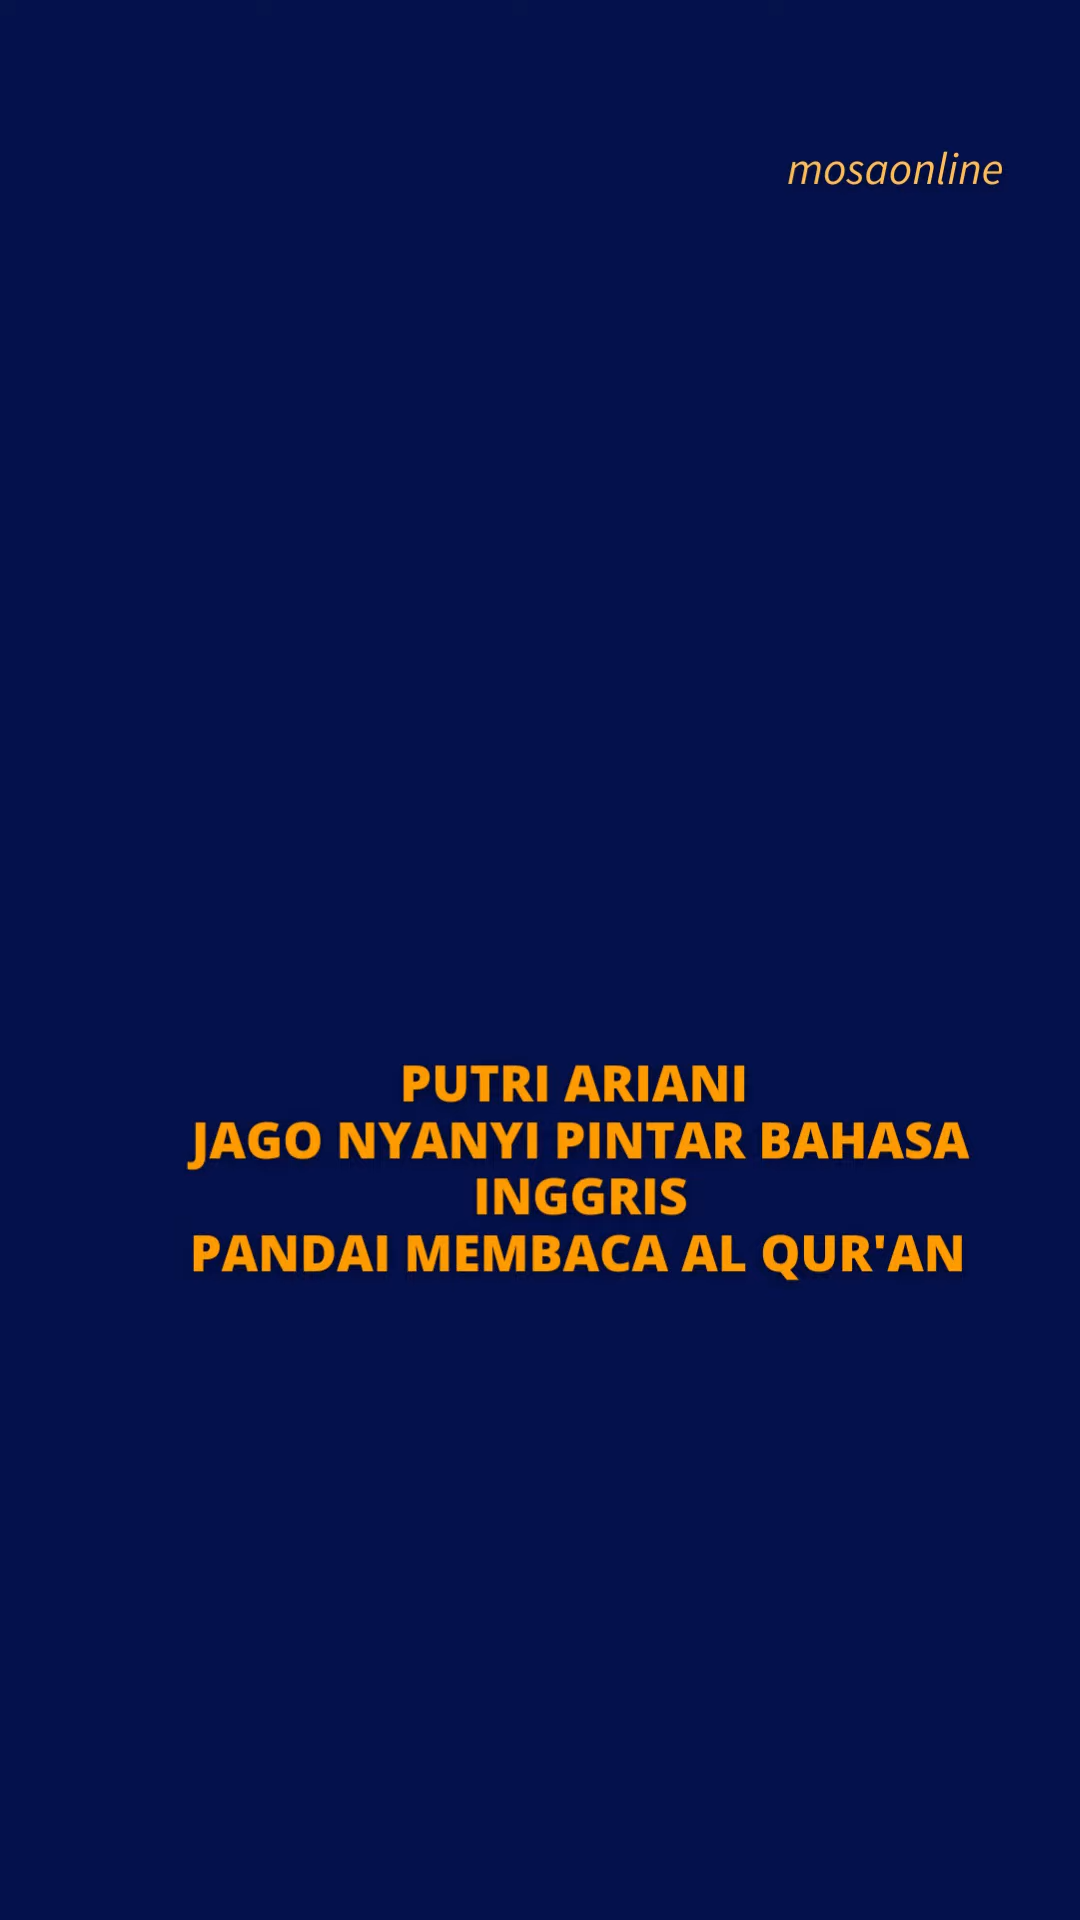 mosaonline
PUTRI ARIANI
JAGO NYANYI PINTAR BAHASA
INGGRIS
PANDAI MEMBACA AL QUR'AN